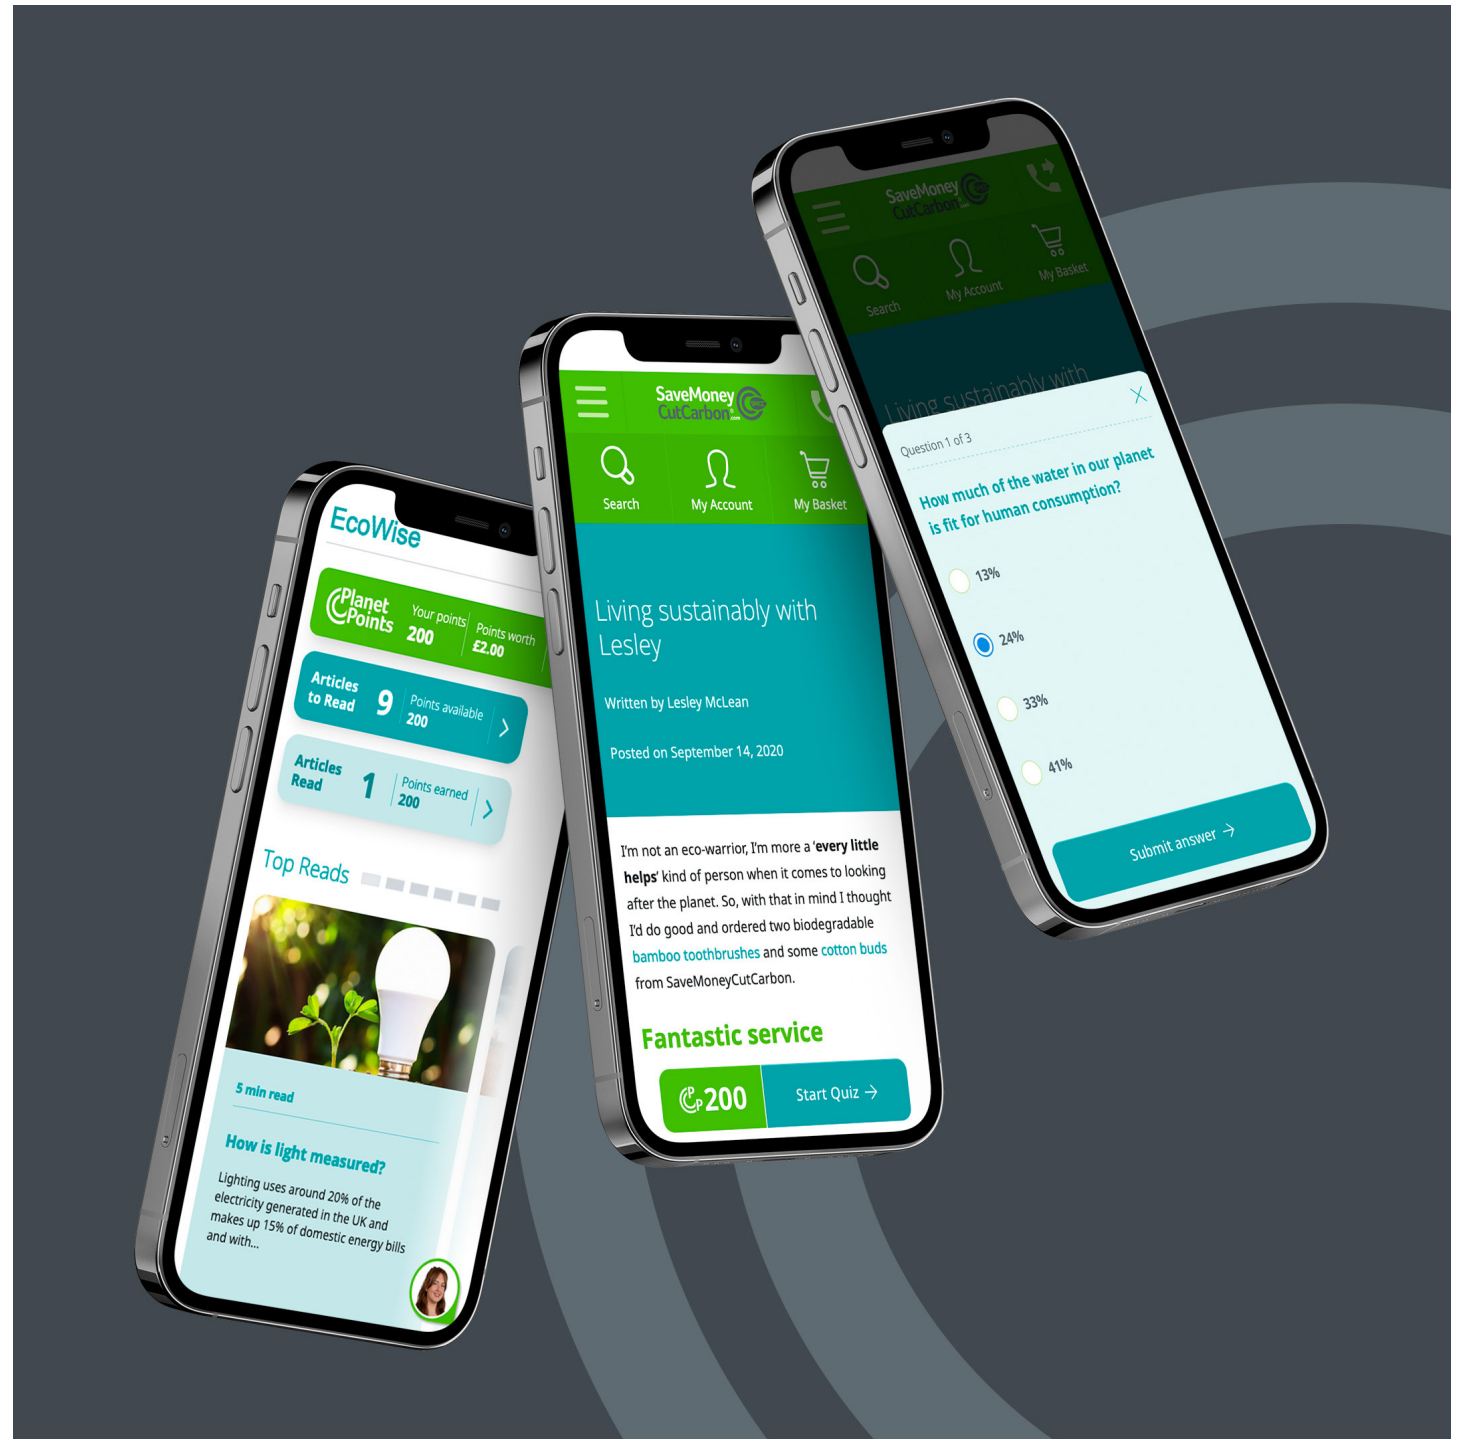 EcoWise
Planet
Points
Your points
200
Points worth
£2.00
Articles
to Read
9
Points available
200
Articles
Read
1
Points earned
200
Top Reads
5 min read
How is light measured?
Lighting uses around 20% of the
electricity generated in the UK and
makes up 15% of domestic energy bills
and with...
SaveMoney
CutCarbon.com
Search
My Account
My Basket
Living sustainably with
Lesley
Written by Lesley McLean
Posted on September 14, 2020
I'm not an eco-warrior, I'm more a 'every little
helps' kind of person when it comes to looking
after the planet. So, with that in mind I thought
I'd do good and ordered two biodegradable
bamboo toothbrushes and some cotton buds
from SaveMoneyCutCarbon.
Fantastic service
200
Start Quiz →
SaveMoney
CutCarbon
Search
My Account
My Basket
Living sustainably with
Question 1 of 3
How much of the water in our planet
is fit for human consumption?
13%
24%
33%
41%
Submit answer →